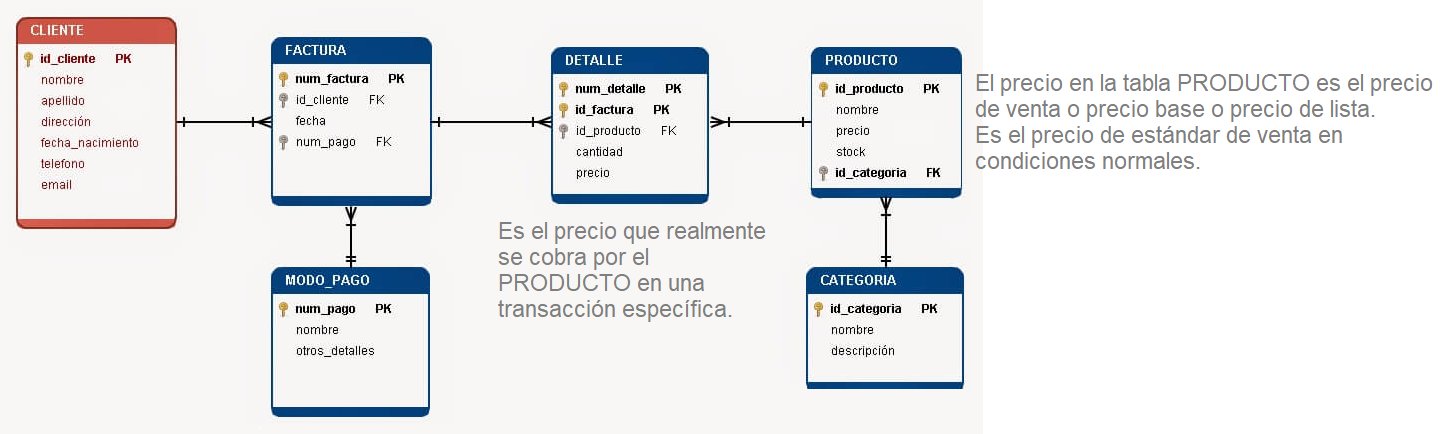 CLIENTE
id_cliente PK
nombre
apellido
dirección
fecha_nacimiento
telefono
email
FACTURA
num_factura PK
id_cliente FK
fecha
num_pago FK
DETALLE
num_detalle PK
id_factura PK
id_producto FK
cantidad
precio
PRODUCTO
id_producto PK
nombre
precio
stock
id_categoria FK
El precio en la tabla PRODUCTO es el precio
de venta o precio base o precio de lista.
Es el precio de estándar de venta en
condiciones normales.
Es el precio que realmente
se cobra por el
PRODUCTO en una
transacción específica.
MODO_PAGO
num_pago PK
nombre
otros_detalles
CATEGORIA
id_categoria PK
nombre
descripción